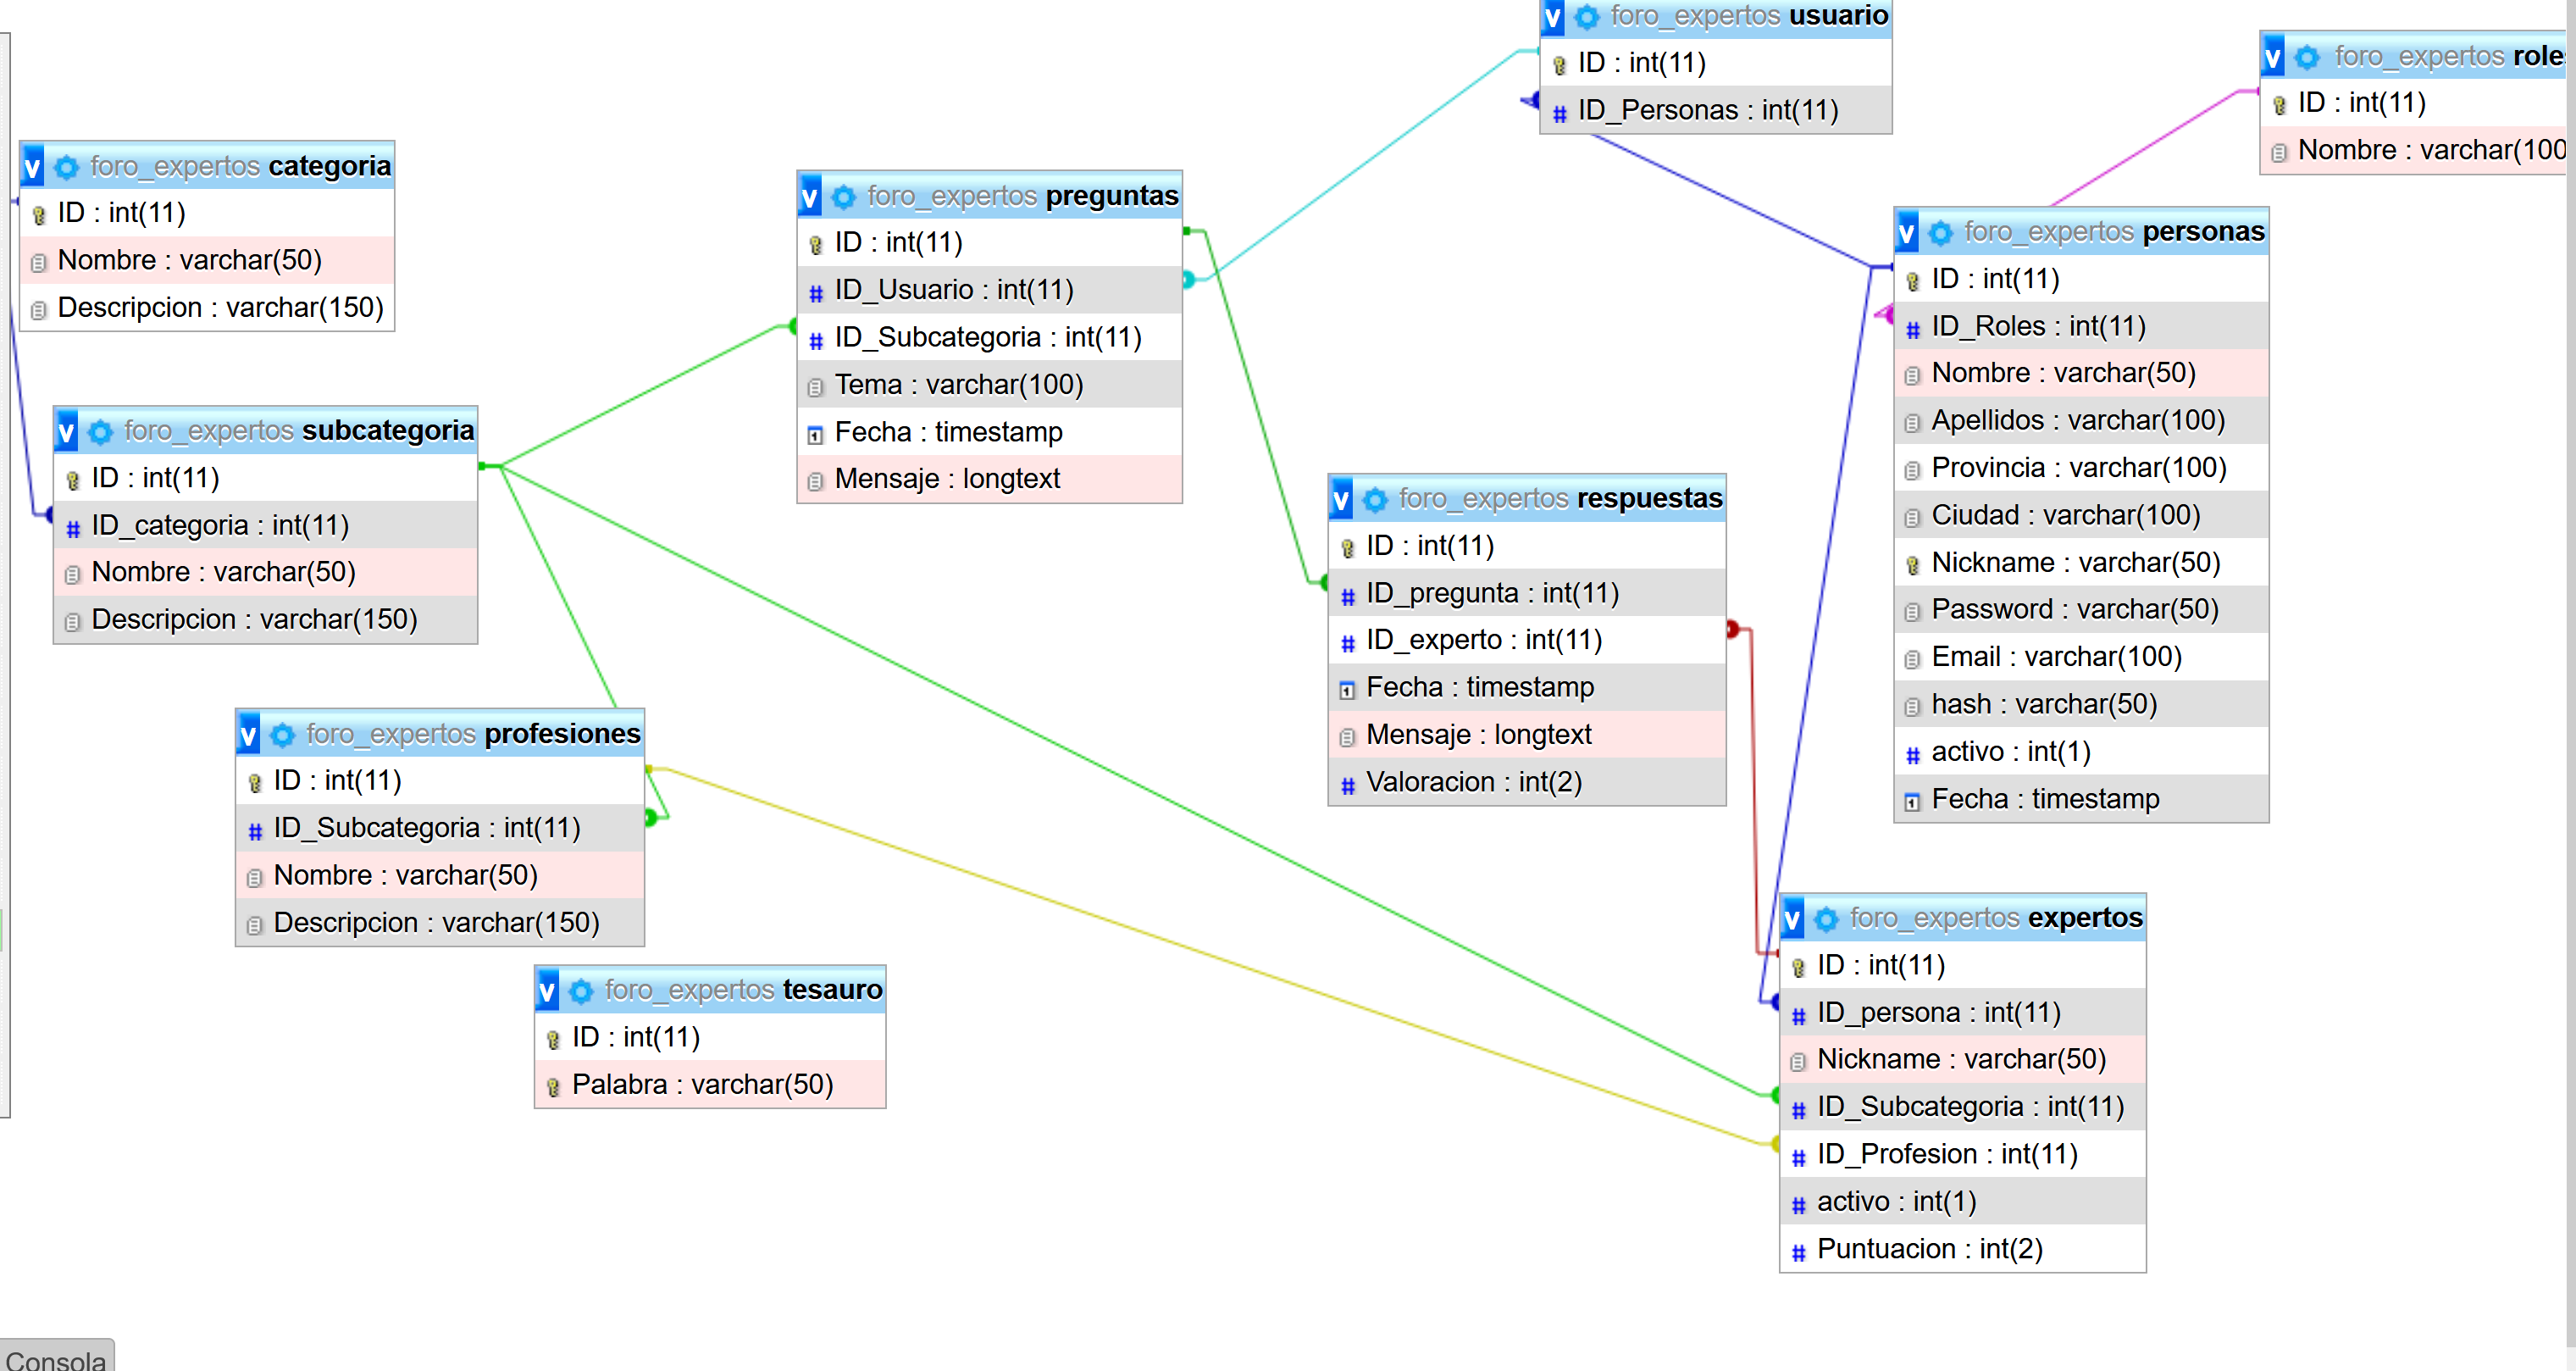 foro_expertos usuario
ID : int(11)
ID_Personas : int(11)
foro_expertos role
ID : int(11)
Nombre : varchar(100
foro_expertos categoria
ID : int(11)
Nombre : varchar(50)
Descripcion : varchar(150)
foro_expertos preguntas
ID : int(11)
ID_Usuario : int(11)
ID_Subcategoria : int(11)
Tema : varchar(100)
Fecha : timestamp
Mensaje : longtext
foro_expertos personas
ID : int(11)
ID_Roles : int(11)
Nombre : varchar(50)
Apellidos : varchar(100)
Provincia : varchar(100)
Ciudad : varchar(100)
Nickname : varchar(50)
Password : varchar(50)
Email : varchar(100)
hash : varchar(50)
activo : int(1)
Fecha : timestamp
foro_expertos subcategoria
ID : int(11)
ID_categoria : int(11)
Nombre : varchar(50)
Descripcion : varchar(150)
foro_expertos respuestas
ID : int(11)
ID_pregunta : int(11)
ID_experto : int(11)
Fecha : timestamp
Mensaje : longtext
Valoracion : int(2)
foro_expertos profesiones
ID : int(11)
ID_Subcategoria : int(11)
Nombre : varchar(50)
Descripcion : varchar(150)
foro_expertos expertos
ID : int(11)
ID_persona : int(11)
Nickname : varchar(50)
ID_Subcategoria : int(11)
ID_Profesion : int(11)
activo : int(1)
Puntuacion : int(2)
foro_expertos tesauro
ID : int(11)
Palabra : varchar(50)
Consola